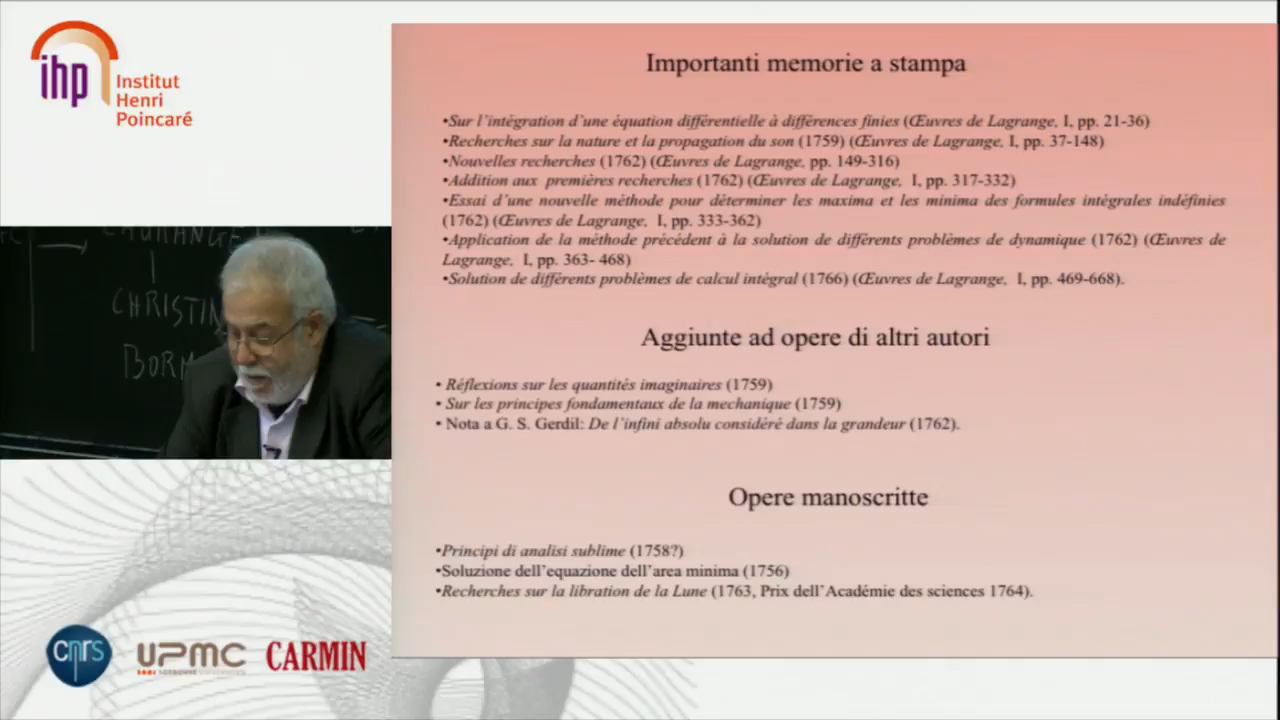 ihp Institut
Henri
Poincaré
LAGRANGE
CHRISTIN
BORM
Importanti memorie a stampa
•Sur l'intégration d'une équation différentielle à différences finies (Œuvres de Lagrange, I, pp. 21-36)
•Recherches sur la nature et la propagation du son (1759) (Œuvres de Lagrange, I, pp. 37-148)
•Nouvelles recherches (1762) (Œuvres de Lagrange, pp. 149-316)
•Addition aux premières recherches (1762) (Œuvres de Lagrange, I, pp. 317-332)
•Essai d'une nouvelle méthode pour déterminer les maxima et les minima des formules intégrales indéfinies
(1762) (Œuvres de Lagrange, I, pp. 333-362)
•Application de la méthode précédent à la solution de différents problèmes de dynamique (1762) (Œuvres de
Lagrange, I, pp. 363- 468)
•Solution de différents problèmes de calcul intégral (1766) (Œuvres de Lagrange, I, pp. 469-668).
Aggiunte ad opere di altri autori
• Réflexions sur les quantités imaginaires (1759)
• Sur les principes fondamentaux de la mechanique (1759)
• Nota a G. S. Gerdil: De l'infini absolu considéré dans la grandeur (1762).
Opere manoscritte
•Principi di analisi sublime (1758?)
•Soluzione dell'equazione dell'area minima (1756)
•Recherches sur la libration de la Lune (1763, Prix dell'Académie des sciences 1764).
cnrs UPMC CARMIN